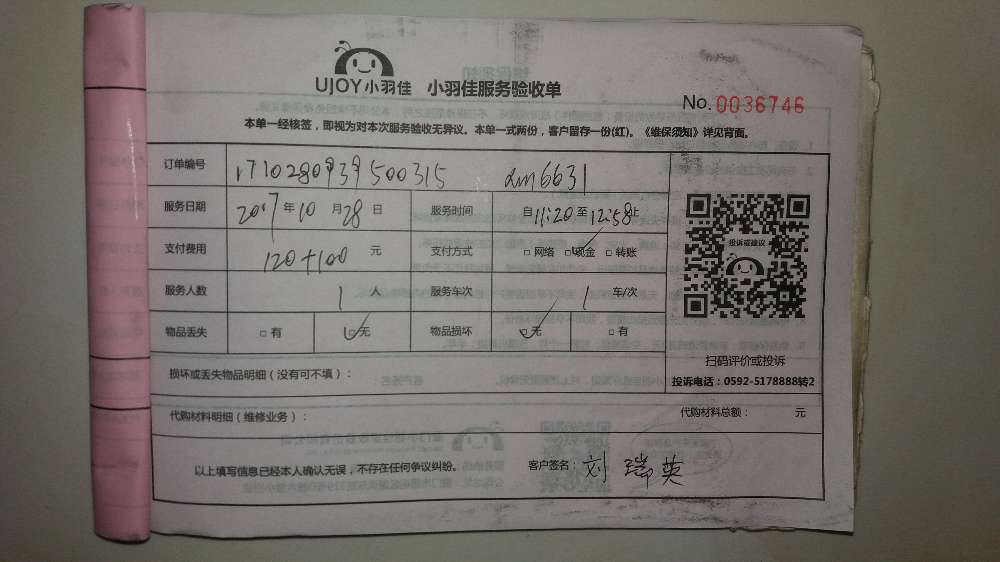 UJOY小羽佳 小羽佳服务验收单
No. 0036746
本单一经核签，即视为对本次服务验收无异议。本单一式两份，客户留存一份(红)。《维保须知》详见背面。
订单编号 1710280939500315 dm6631
服务日期 2017年10月28日 服务时间 自11:20至12:58止
支付费用 120+100 元 支付方式 □网络 □现金 □转账
服务人数 1 人 服务车次 1 车/次
物品丢失 □有 □无 物品损坏 □无 □有
投诉或建议
扫码评价或投诉
投诉电话：0592-5178888转2
损坏或丢失物品明细（没有可不填）：
代购材料明细（维修业务）： 代购材料总额： 元
以上填写信息已经本人确认无误，不存在任何争议纠纷。 客户签名：刘瑞英